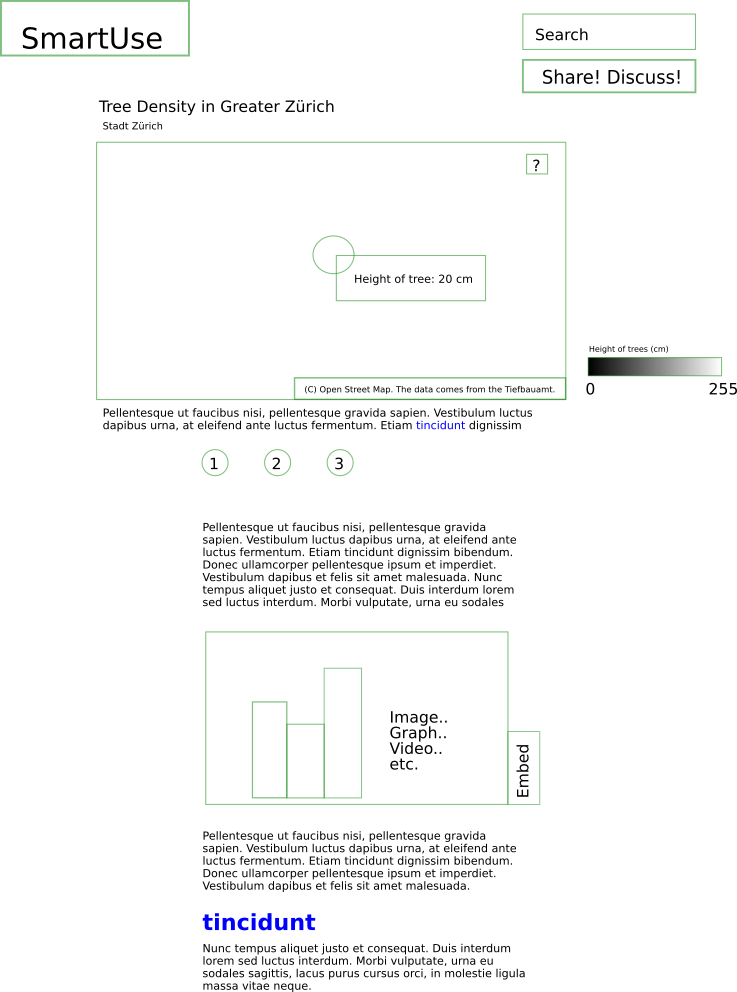 SmartUse
Search
Share! Discuss!
Tree Density in Greater Zürich
Stadt Zürich
?
Height of tree: 20 cm
Height of trees (cm)
0
255
(C) Open Street Map. The data comes from the Tiefbauamt.
Pellentesque ut faucibus nisi, pellentesque gravida sapien. Vestibulum luctus
dapibus urna, at eleifend ante luctus fermentum. Etiam tincidunt dignissim
1
2
3
Pellentesque ut faucibus nisi, pellentesque gravida
sapien. Vestibulum luctus dapibus urna, at eleifend ante
luctus fermentum. Etiam tincidunt dignissim bibendum.
Donec ullamcorper pellentesque ipsum et imperdiet.
Vestibulum dapibus et felis sit amet malesuada. Nunc
tempus aliquet justo et consequat. Duis interdum lorem
sed luctus interdum. Morbi vulputate, urna eu sodales
Image..
Graph..
Video..
etc.
Embed
Pellentesque ut faucibus nisi, pellentesque gravida
sapien. Vestibulum luctus dapibus urna, at eleifend ante
luctus fermentum. Etiam tincidunt dignissim bibendum.
Donec ullamcorper pellentesque ipsum et imperdiet.
Vestibulum dapibus et felis sit amet malesuada.
tincidunt
Nunc tempus aliquet justo et consequat. Duis interdum
lorem sed luctus interdum. Morbi vulputate, urna eu
sodales sagittis, lacus purus cursus orci, in molestie ligula
massa vitae neque.